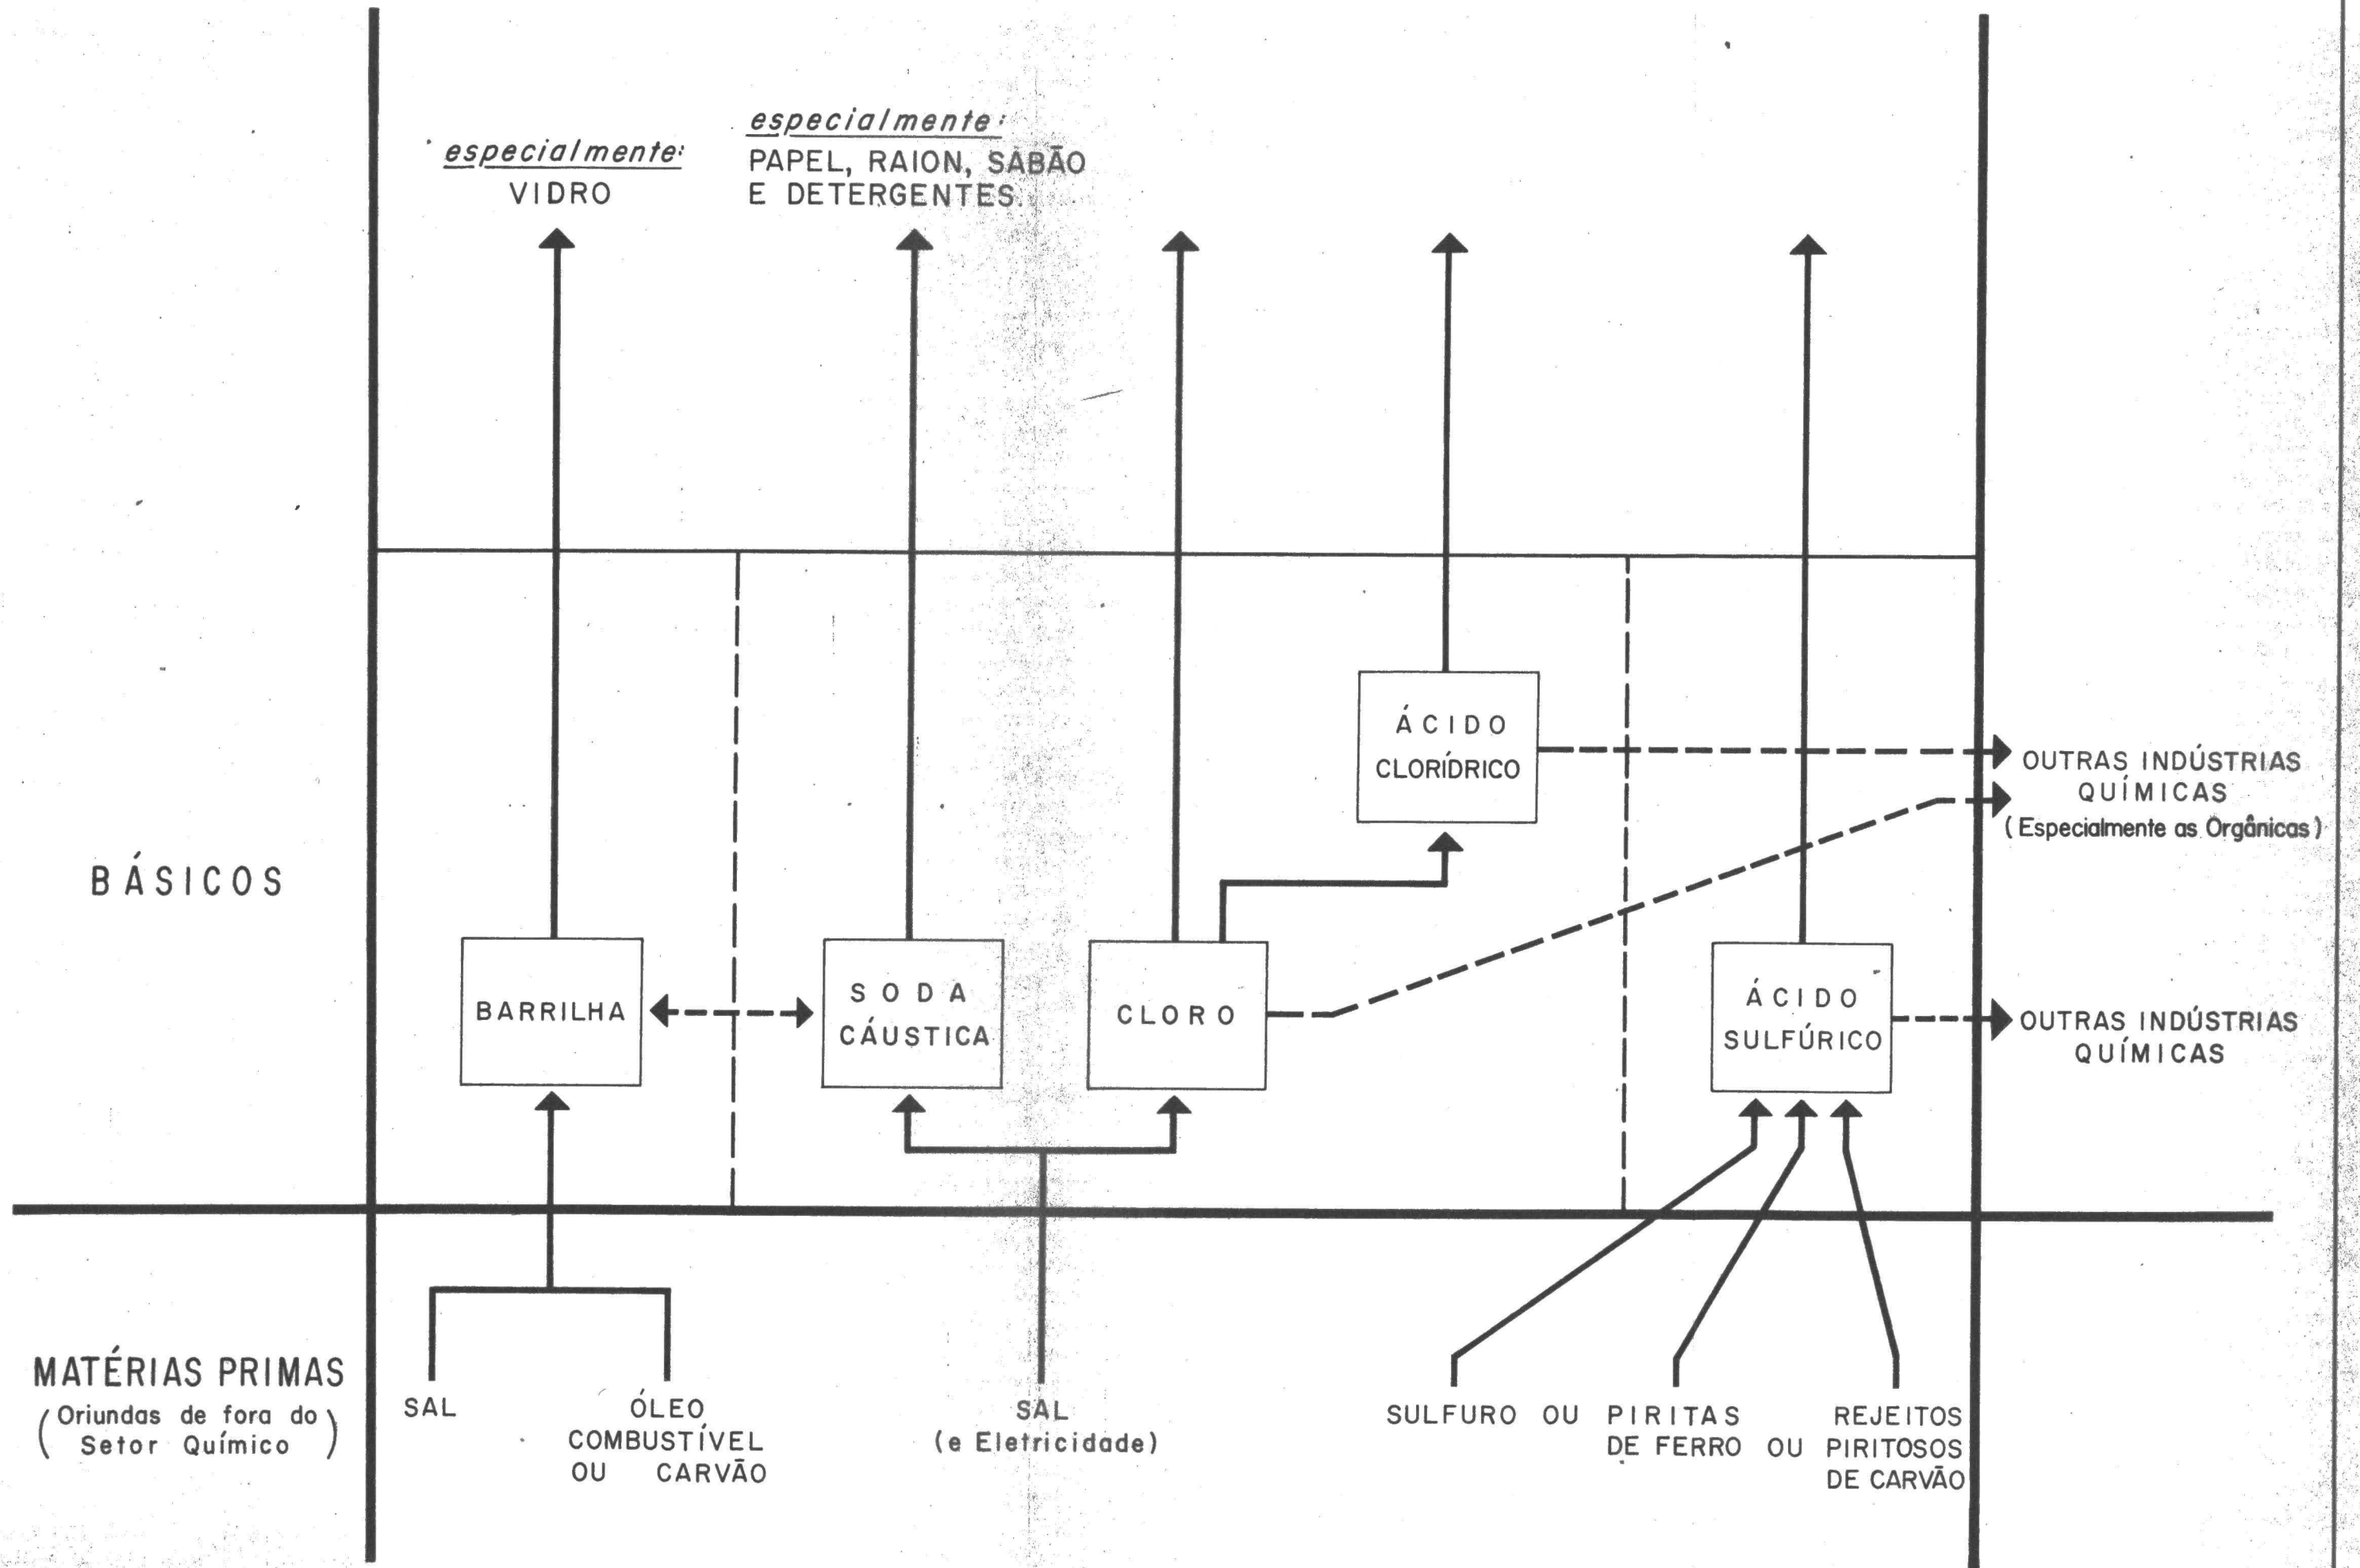 especialmente:
VIDRO
especialmente:
PAPEL, RAION, SABÃO
E DETERGENTES.
ÁCIDO
CLORÍDRICO
OUTRAS INDÚSTRIAS
QUÍMICAS
(Especialmente as Orgânicas)
BÁSICOS
BARRILHA
SODA
CÁUSTICA
CLORO
ÁCIDO
SULFÚRICO
OUTRAS INDÚSTRIAS
QUÍMICAS
MATÉRIAS PRIMAS
(Oriundas de fora do
Setor Químico)
SAL
ÓLEO
COMBUSTÍVEL
OU CARVÃO
SAL
(e Eletricidade)
SULFURO OU PIRITAS
DE FERRO OU
REJEITOS
PIRITOSOS
DE CARVÃO